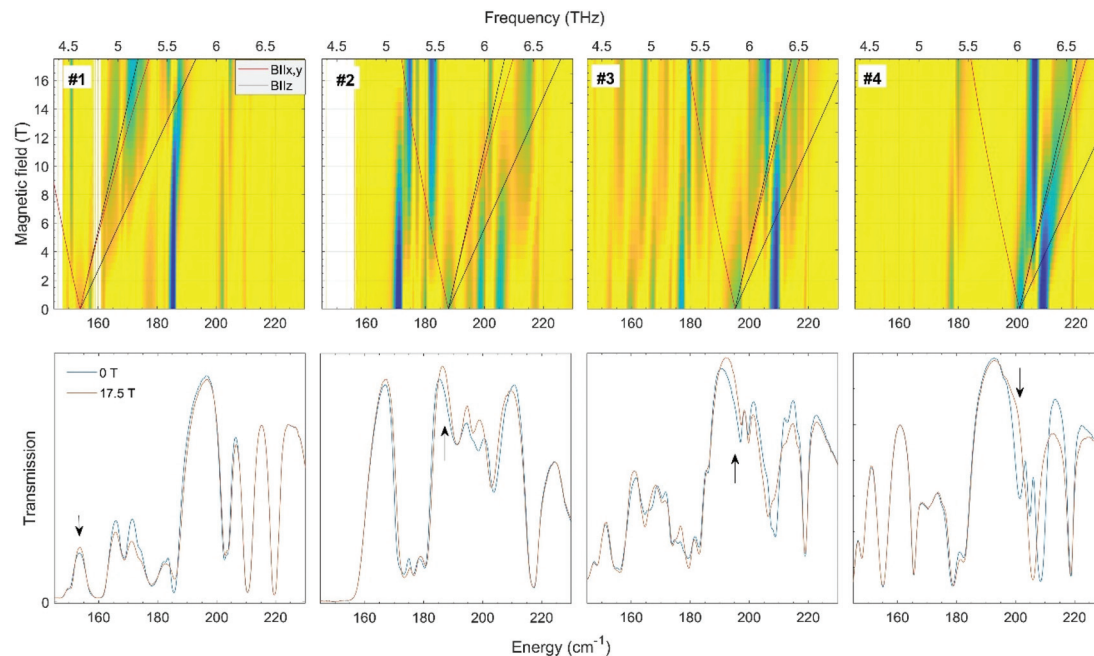 Frequency (THz)
4.5 5 5.5 6 6.5 4.5 5 5.5 6 6.5 4.5 5 5.5 6 6.5 4.5 5 5.5 6 6.5
#1 BIIx,y #2 #3 #4
BIIz
Magnetic field (T)
16
14
12
10
8
6
4
2
0
160 180 200 220 160 180 200 220 160 180 200 220 160 180 200 220
0 T
17.5 T
Transmission
0
160 180 200 220 160 180 200 220 160 180 200 220 160 180 200 220
Energy (cm-1)